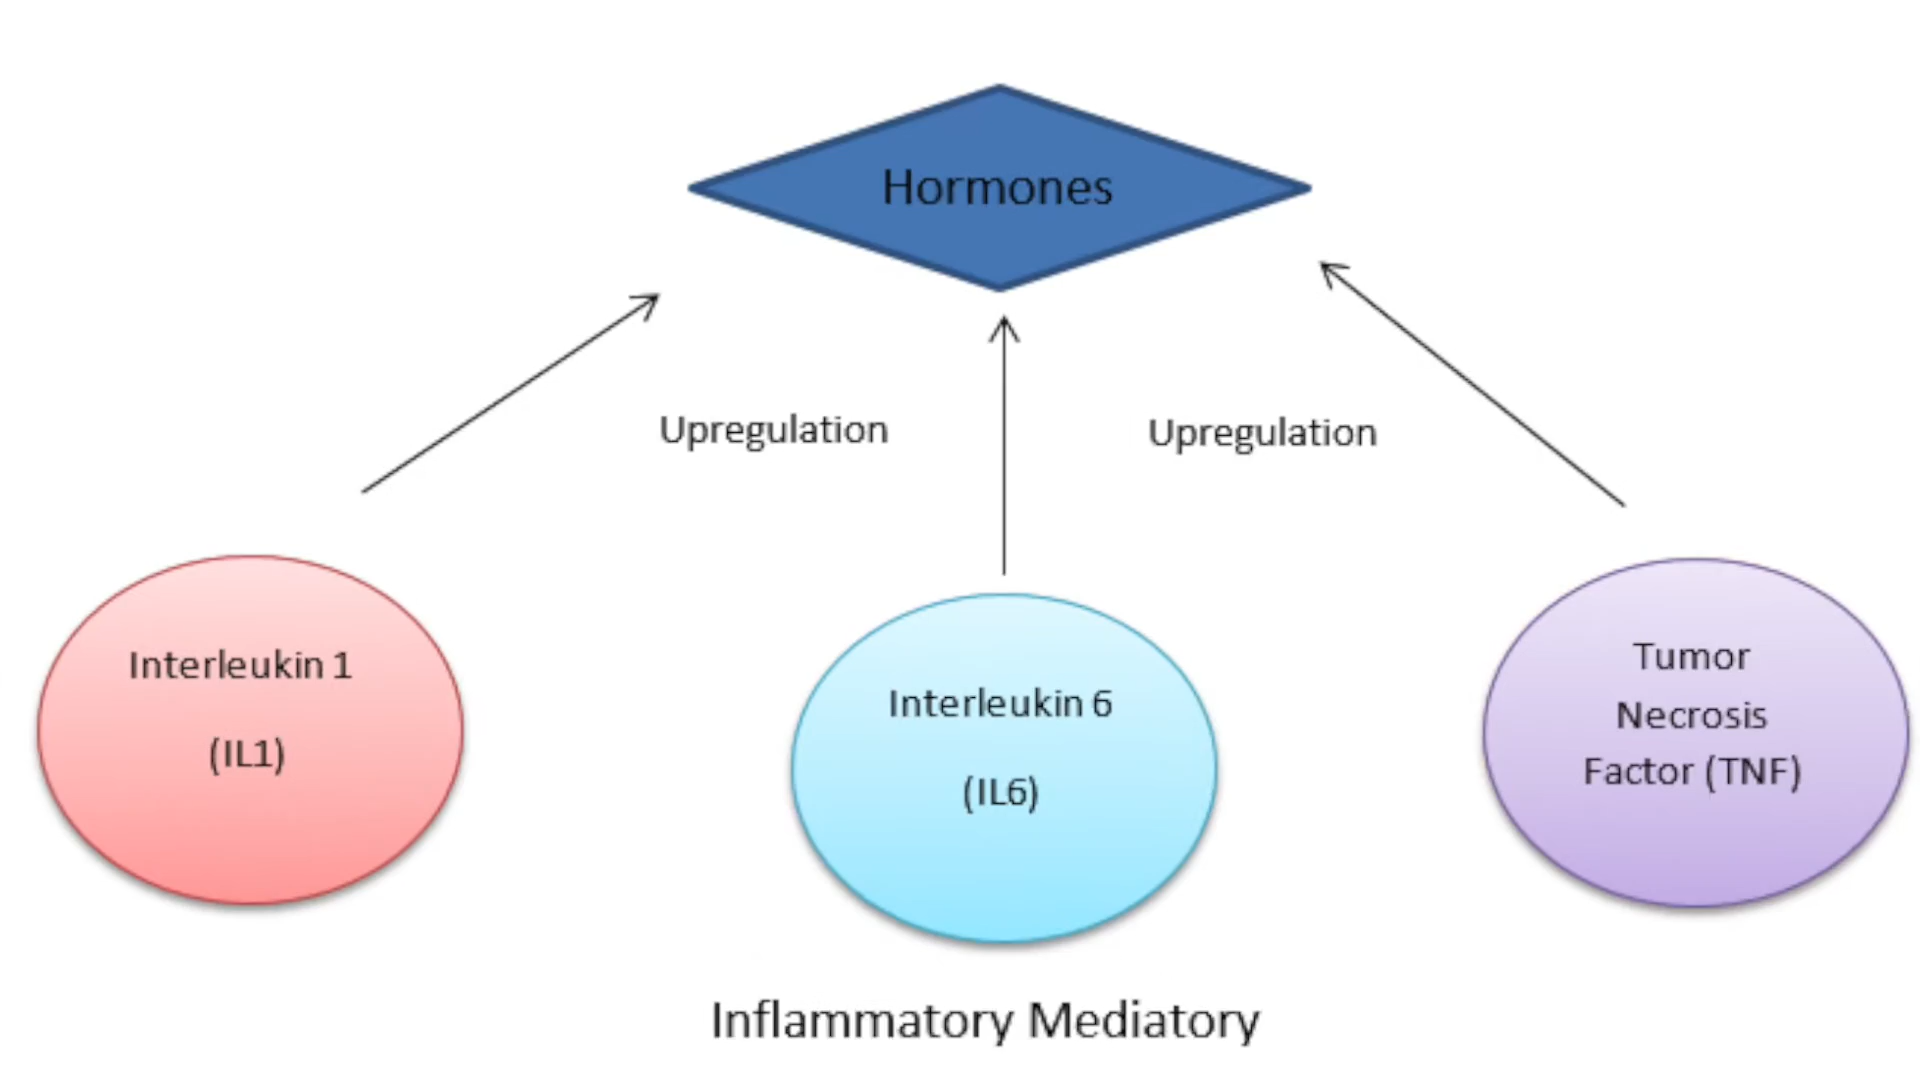 Hormones
Upregulation
Upregulation
Interleukin 1
(IL1)
Interleukin 6
(IL6)
Tumor
Necrosis
Factor (TNF)
Inflammatory Mediatory